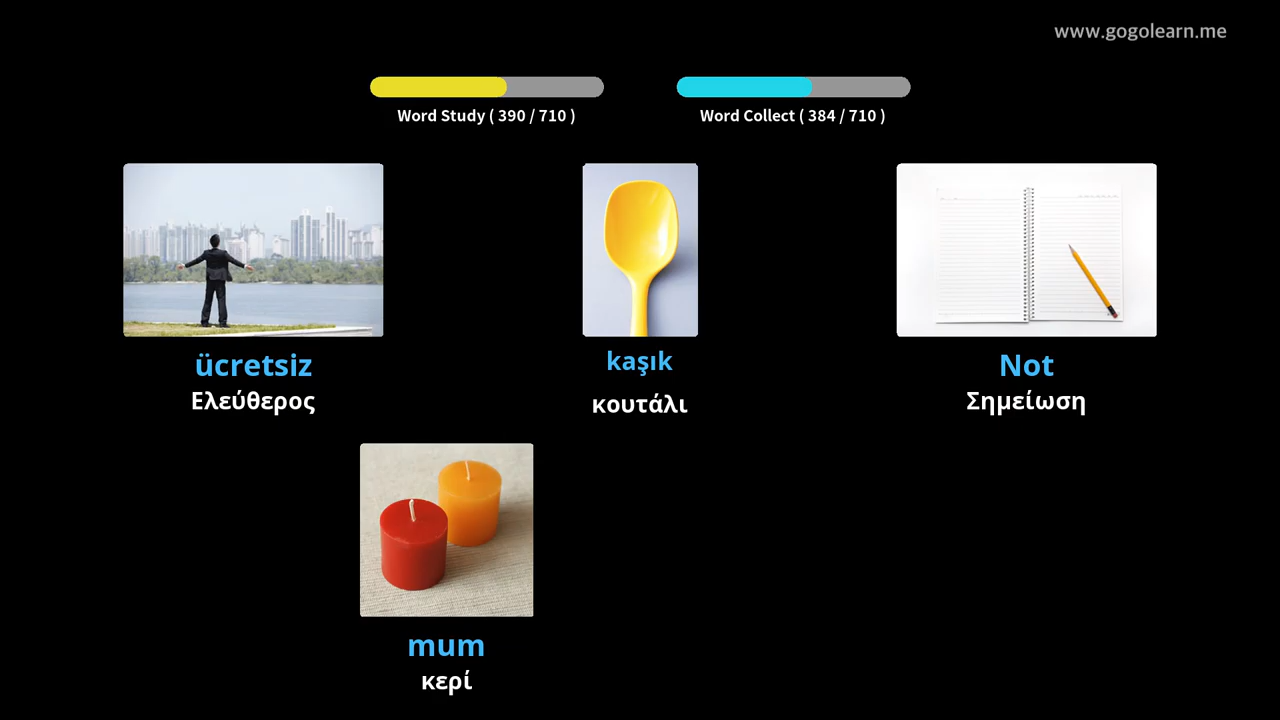 www.gogolearn.me
Word Study ( 390 / 710 )
Word Collect ( 384 / 710 )
ücretsiz
Ελεύθερος
kaşık
κουτάλι
Not
Σημείωση
mum
κερί